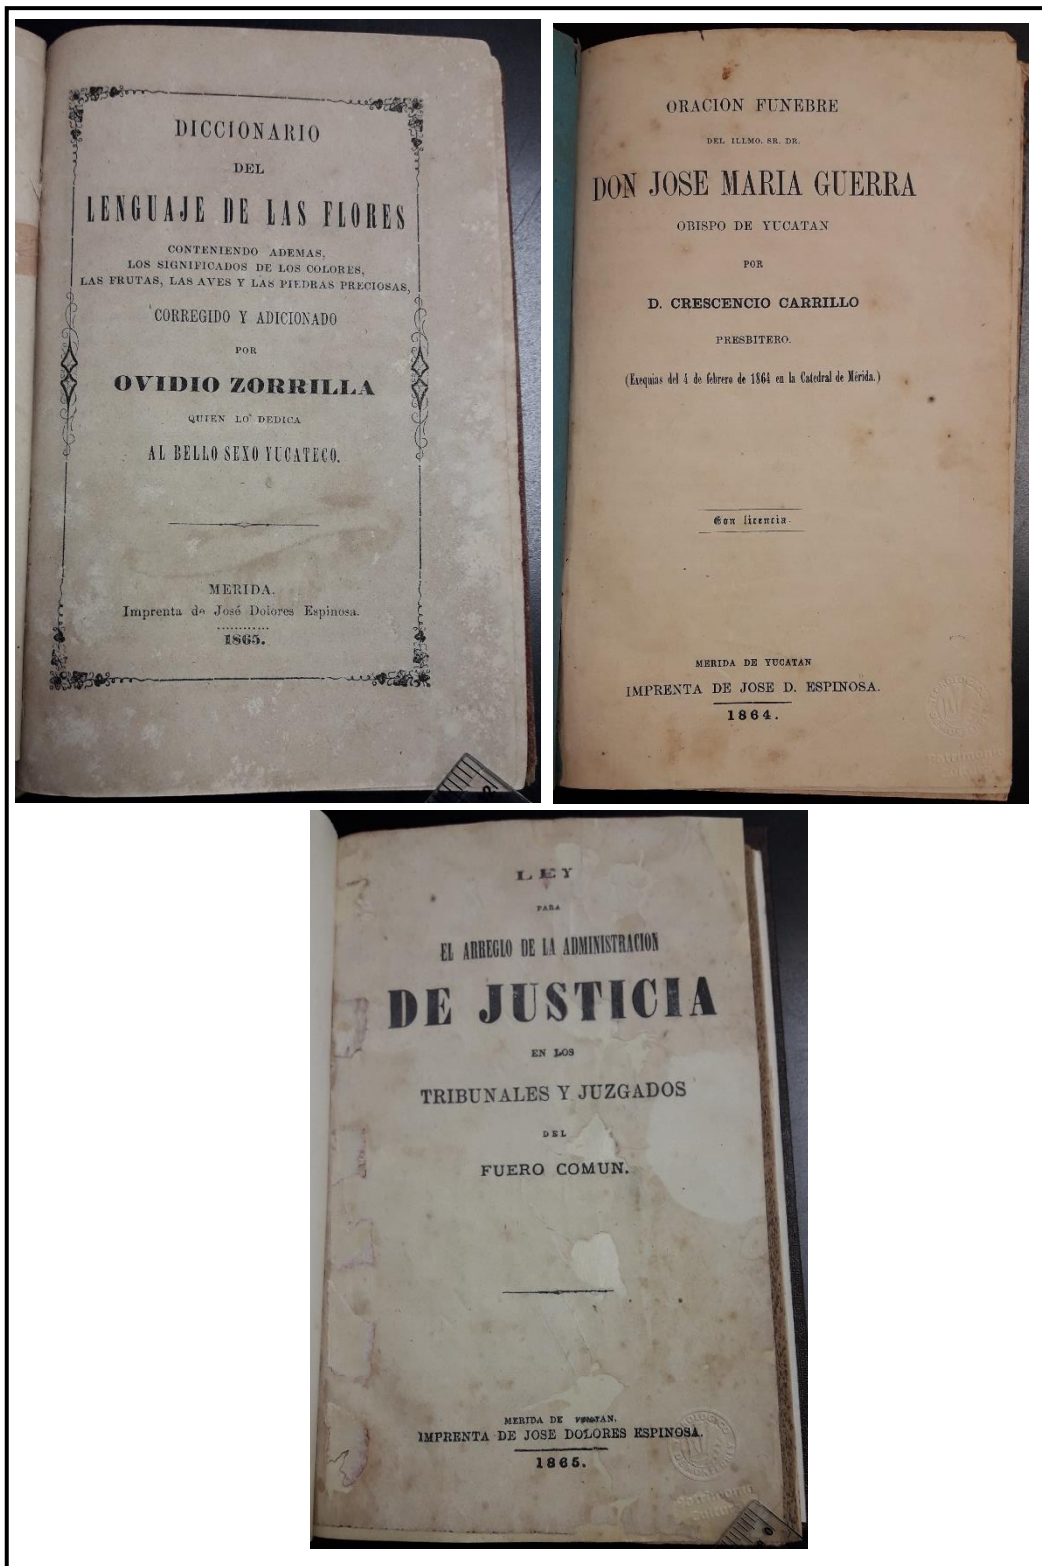 DICCIONARIO
DEL
LENGUAJE DE LAS FLORES
CONTENIENDO ADEMAS,
LOS SIGNIFICADOS DE LOS COLORES,
LAS FRUTAS, LAS AVES Y LAS PIEDRAS PRECIOSAS,
CORREGIDO Y ADICIONADO
POR
OVIDIO ZORRILLA
QUIEN LO DEDICA
AL BELLO SEXO YUCATECO.
MERIDA.
Imprenta de José Dolores Espinosa.
1865.
ORACION FUNEBRE
DEL ILLMO. SR. DR.
DON JOSE MARIA GUERRA
OBISPO DE YUCATAN
POR
D. CRESCENCIO CARRILLO
PRESBITERO.
(Exequias del 4 de febrero de 1864 en la Catedral de Mérida.)
Con licencia.
MERIDA DE YUCATAN
IMPRENTA DE JOSE D. ESPINOSA.
1864.
Patrimonio
Cultural
LEY
PARA
EL ARREGLO DE LA ADMINISTRACION
DE JUSTICIA
EN LOS
TRIBUNALES Y JUZGADOS
DEL
FUERO COMUN.
MERIDA DE YUCATAN.
IMPRENTA DE JOSE DOLORES ESPINOSA.
1865.
Patrimonio
Cultural